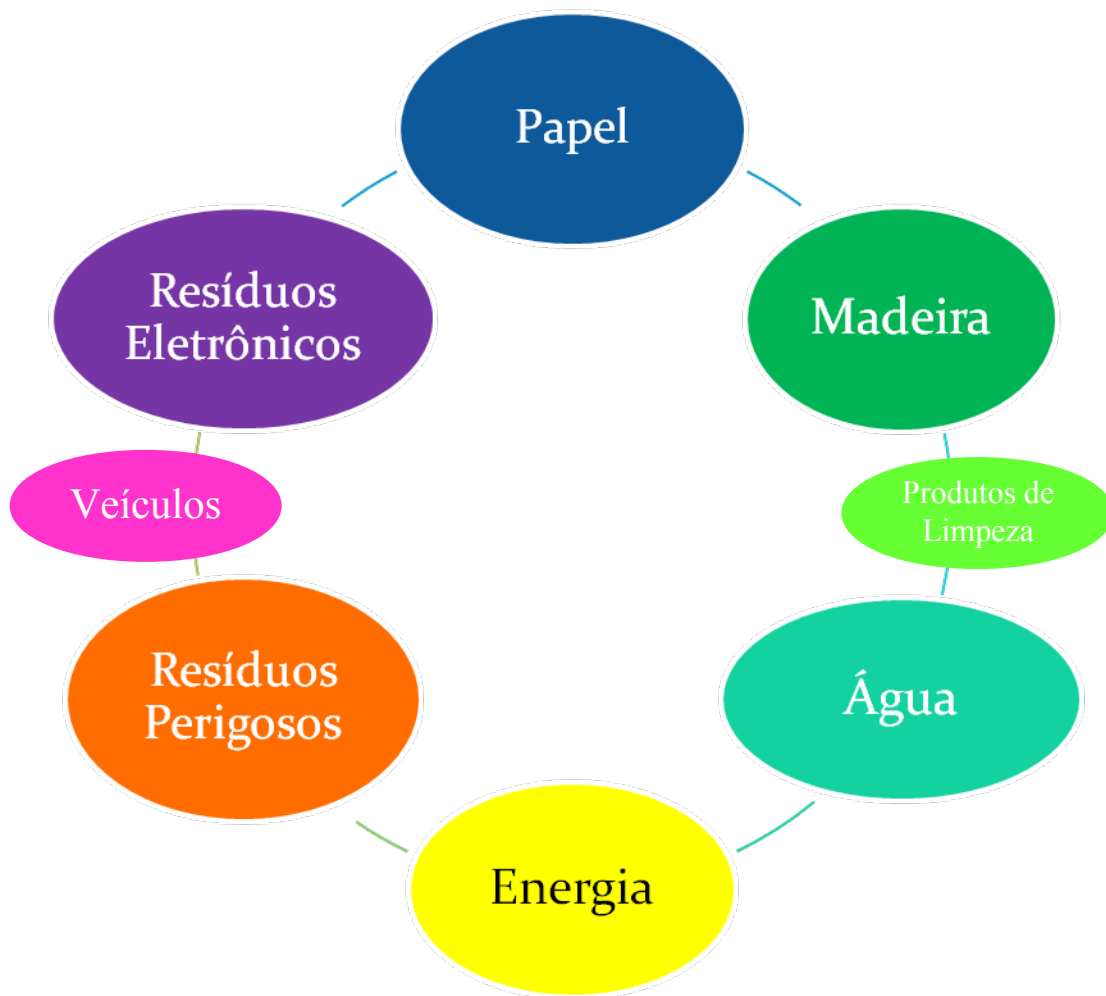 Papel
Resíduos
Eletrônicos
Madeira
Veículos
Produtos de
Limpeza
Resíduos
Perigosos
Água
Energia